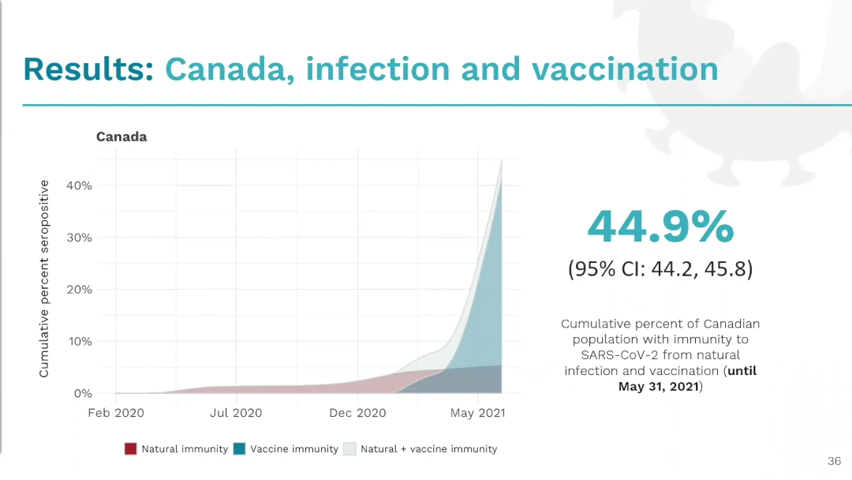 Results: Canada, infection and vaccination
Canada
Cumulative percent seropositive
40%
30%
20%
10%
0%
Feb 2020
Jul 2020
Dec 2020
May 2021
Natural immunity
Vaccine immunity
Natural + vaccine immunity
44.9%
(95% CI: 44.2, 45.8)
Cumulative percent of Canadian
population with immunity to
SARS-CoV-2 from natural
infection and vaccination (until
May 31, 2021)
36